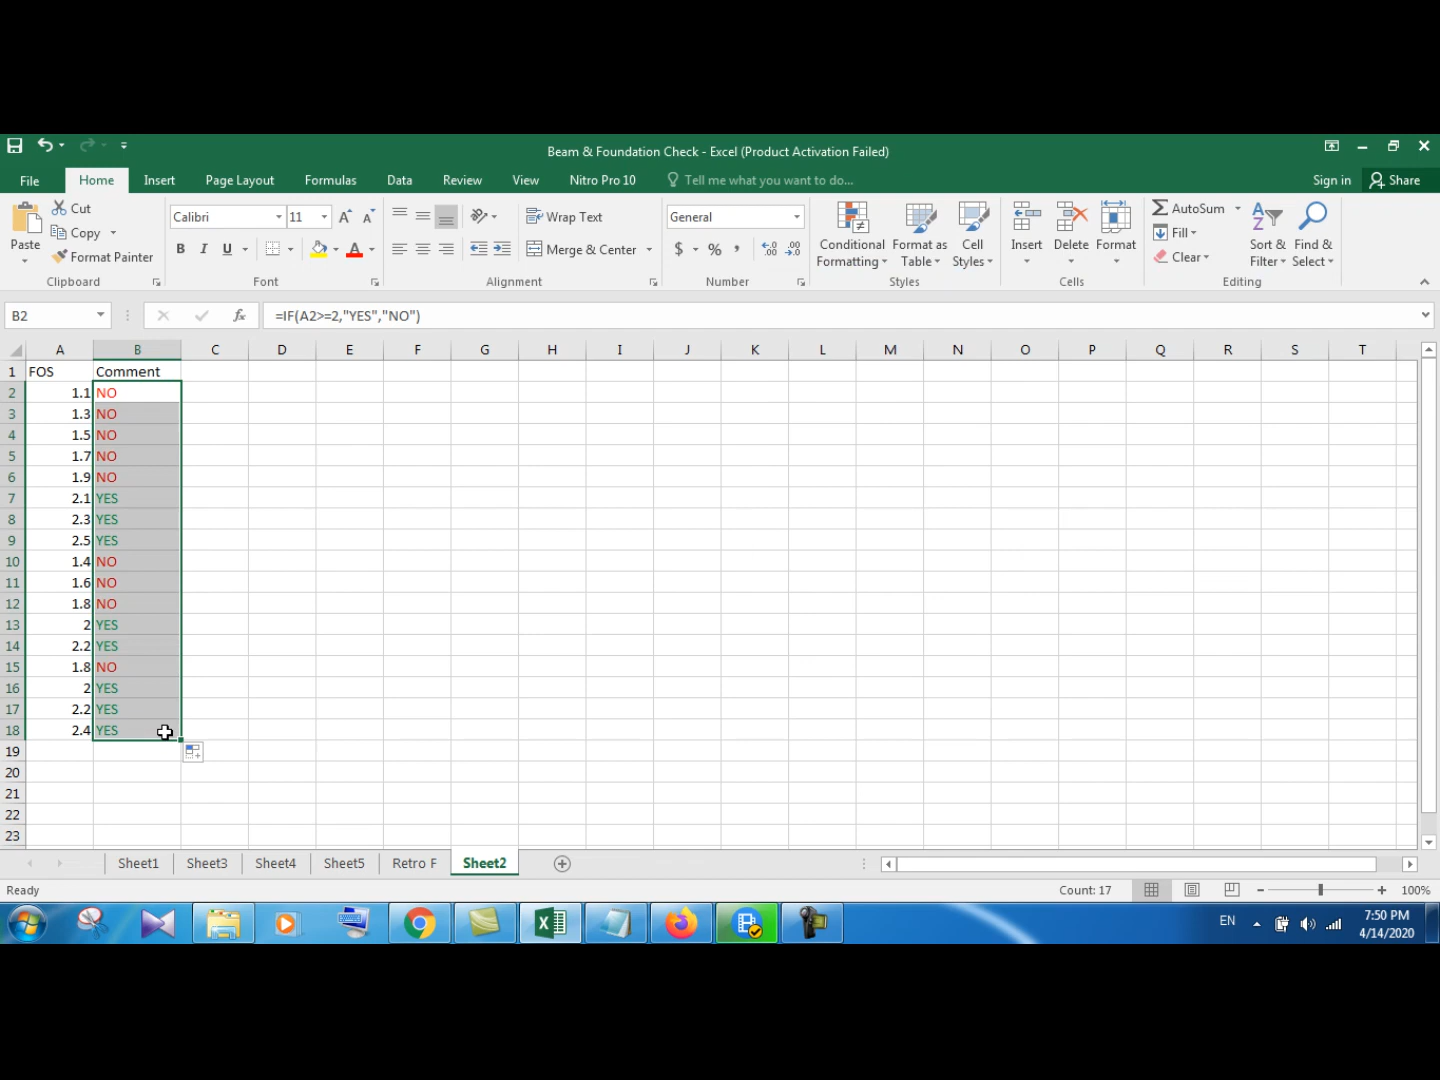 Beam & Foundation Check - Excel (Product Activation Failed)
File Home Insert Page Layout Formulas Data Review View Nitro Pro 10 Tell me what you want to do... Sign in Share
Paste
Cut
Copy
Format Painter
Clipboard
Calibri 11
B I U
Font
Wrap Text
Merge & Center
Alignment
General
$ % ,
Number
Conditional Formatting
Format as Table
Cell Styles
Styles
Insert Delete Format
Cells
AutoSum
Fill
Clear
Sort & Filter
Find & Select
Editing
B2 fx =IF(A2>=2,"YES","NO")
A B C D E F G H I J K L M N O P Q R S T
1 FOS Comment
2 1.1 NO
3 1.3 NO
4 1.5 NO
5 1.7 NO
6 1.9 NO
7 2.1 YES
8 2.3 YES
9 2.5 YES
10 1.4 NO
11 1.6 NO
12 1.8 NO
13 2 YES
14 2.2 YES
15 1.8 NO
16 2 YES
17 2.2 YES
18 2.4 YES
19
20
21
22
23
Sheet1 Sheet3 Sheet4 Sheet5 Retro F Sheet2
Ready Count: 17 100%
EN 7:50 PM
4/14/2020